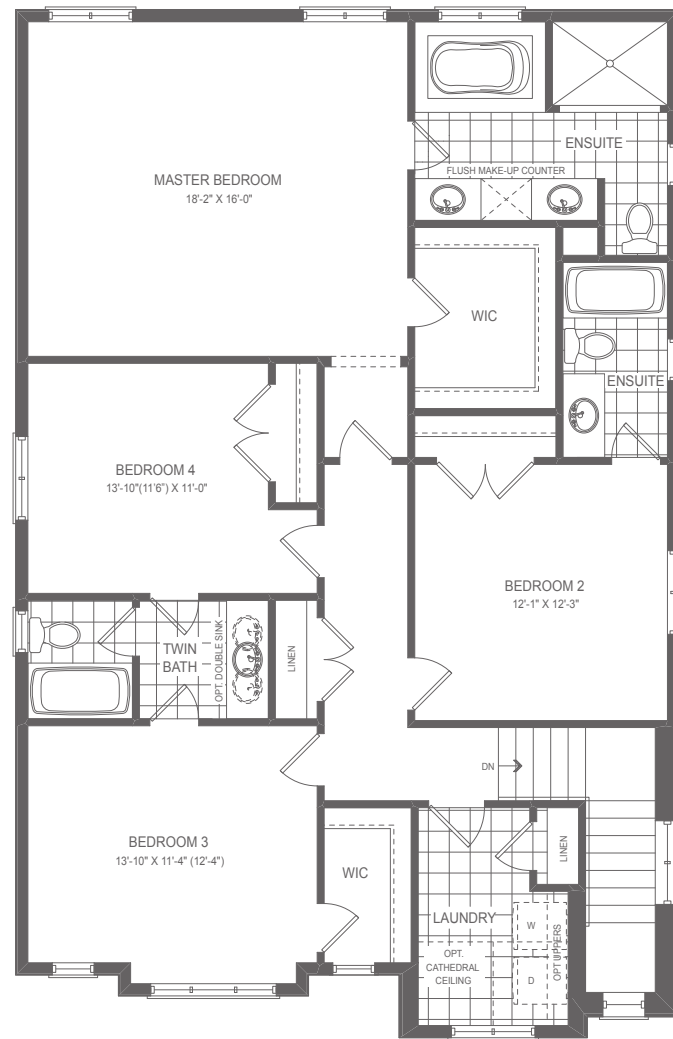 ENSUITE
FLUSH MAKE-UP COUNTER
MASTER BEDROOM
18'-2" X 16'-0"
WIC
ENSUITE
BEDROOM 4
13'-10"(11'6") X 11'-0"
BEDROOM 2
12'-1" X 12'-3"
TWIN
BATH
OPT. DOUBLE SINK
LINEN
DN
BEDROOM 3
13'-10" X 11'-4" (12'-4")
WIC
LINEN
LAUNDRY
W
OPT.
CATHEDRAL
CEILING
D
OPT UPPERS